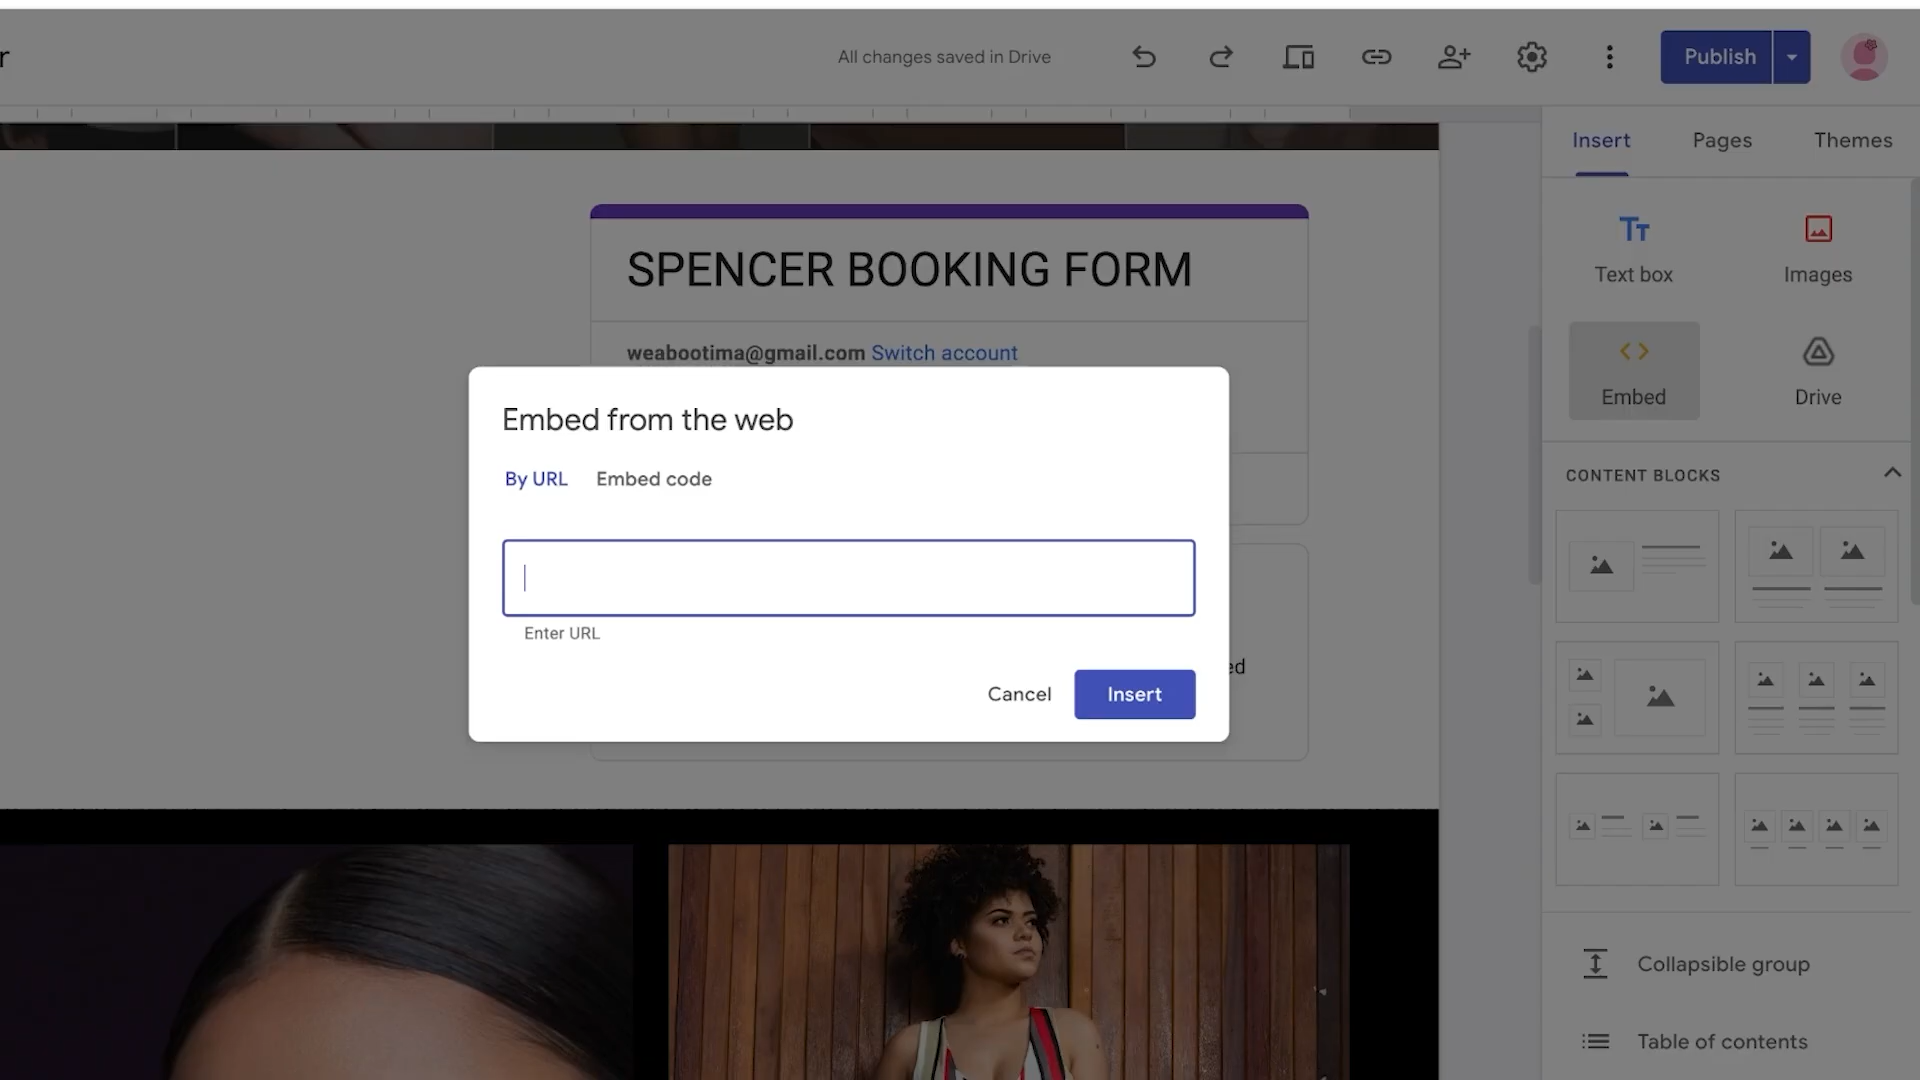 r
All changes saved in Drive
Publish
Insert
Pages
Themes
SPENCER BOOKING FORM
weabootima@gmail.com Switch account
Text box
Images
Embed
Drive
Embed from the web
By URL
Embed code
Enter URL
ed
Cancel
Insert
CONTENT BLOCKS
Collapsible group
Table of contents